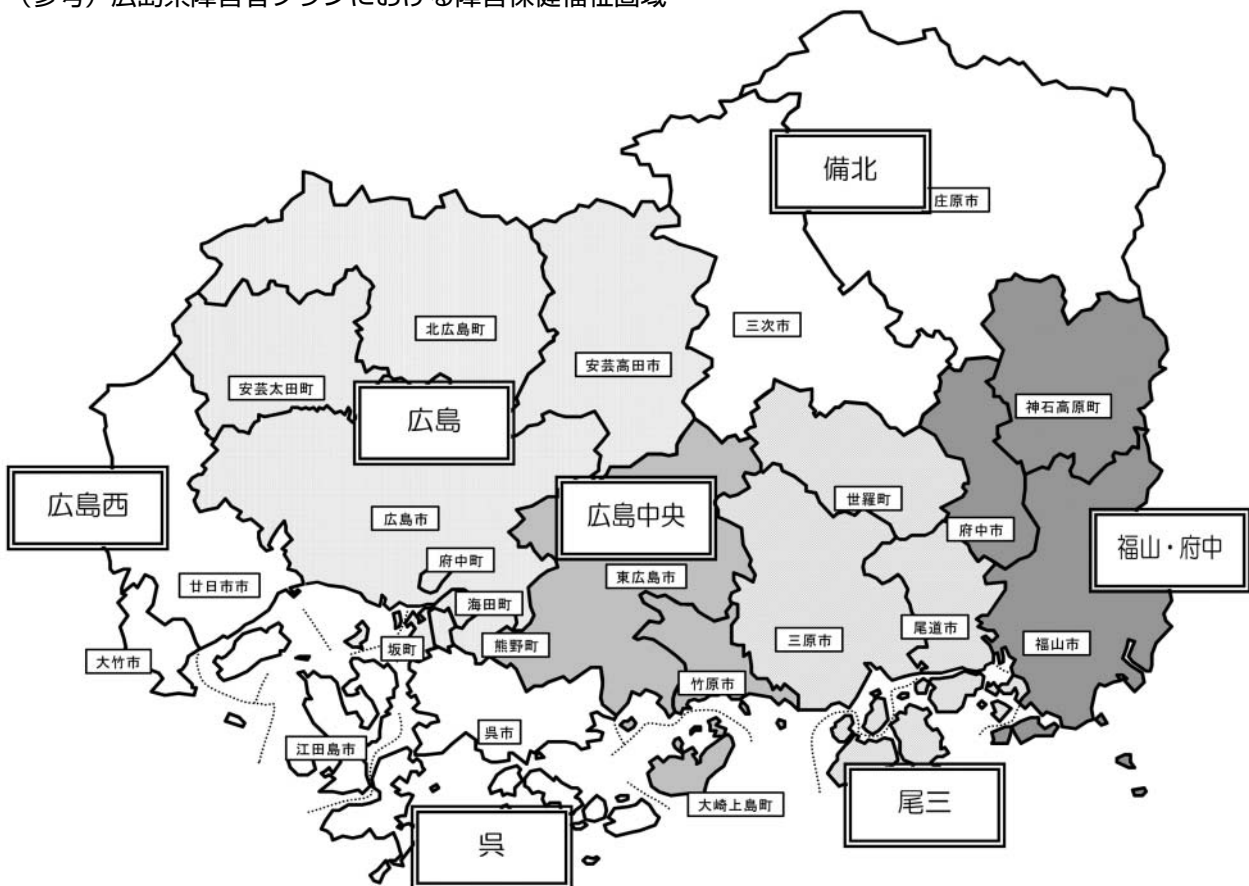 （参考）広島県障害者プランにおける障害保健福祉圏域
備北
庄原市
三次市
北広島町
安芸高田市
安芸太田町
神石高原町
広島
広島西
世羅町
広島市
広島中央
府中市
福山・府中
府中町
東広島市
廿日市市
海田町
坂町
熊野町
三原市
尾道市
福山市
大竹市
竹原市
呉市
江田島市
大崎上島町
尾三
呉